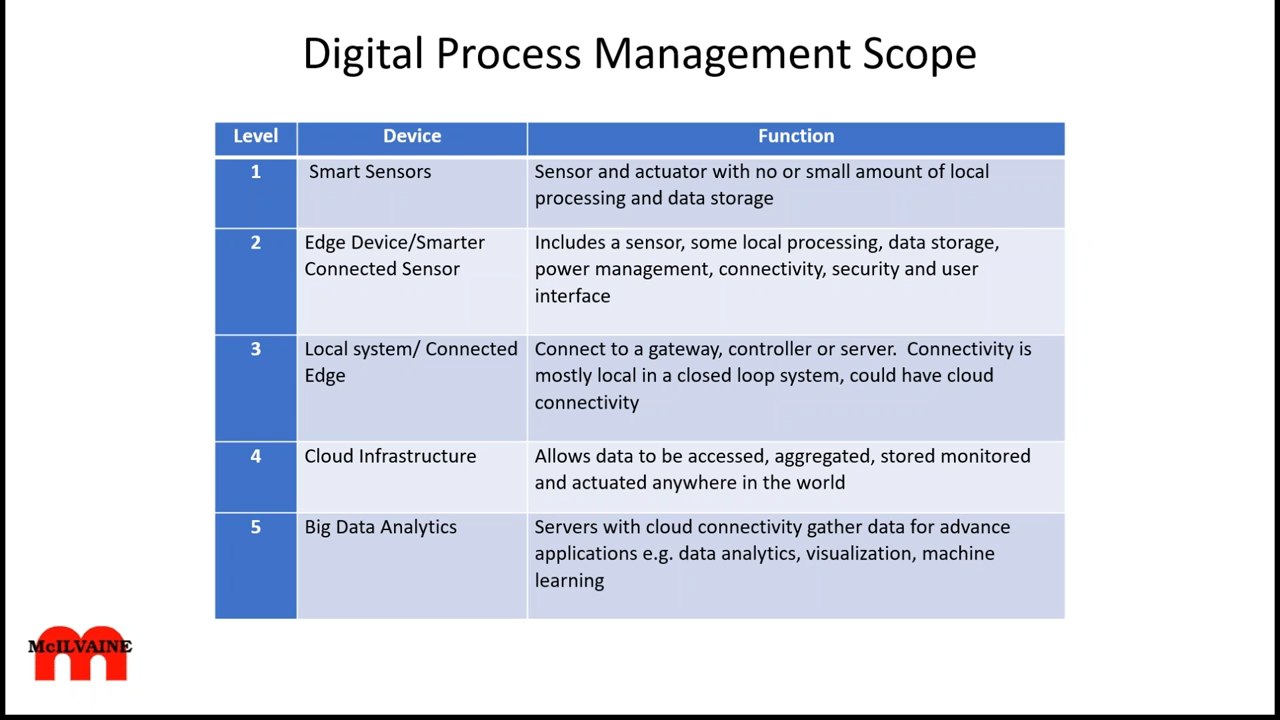 Digital Process Management Scope
Level Device Function
1 Smart Sensors Sensor and actuator with no or small amount of local
processing and data storage
2 Edge Device/Smarter Includes a sensor, some local processing, data storage,
Connected Sensor power management, connectivity, security and user
interface
3 Local system/ Connected Connect to a gateway, controller or server.  Connectivity is
Edge mostly local in a closed loop system, could have cloud
connectivity
4 Cloud Infrastructure Allows data to be accessed, aggregated, stored monitored
and actuated anywhere in the world
5 Big Data Analytics Servers with cloud connectivity gather data for advance
applications e.g. data analytics, visualization, machine
learning
McILVAINE